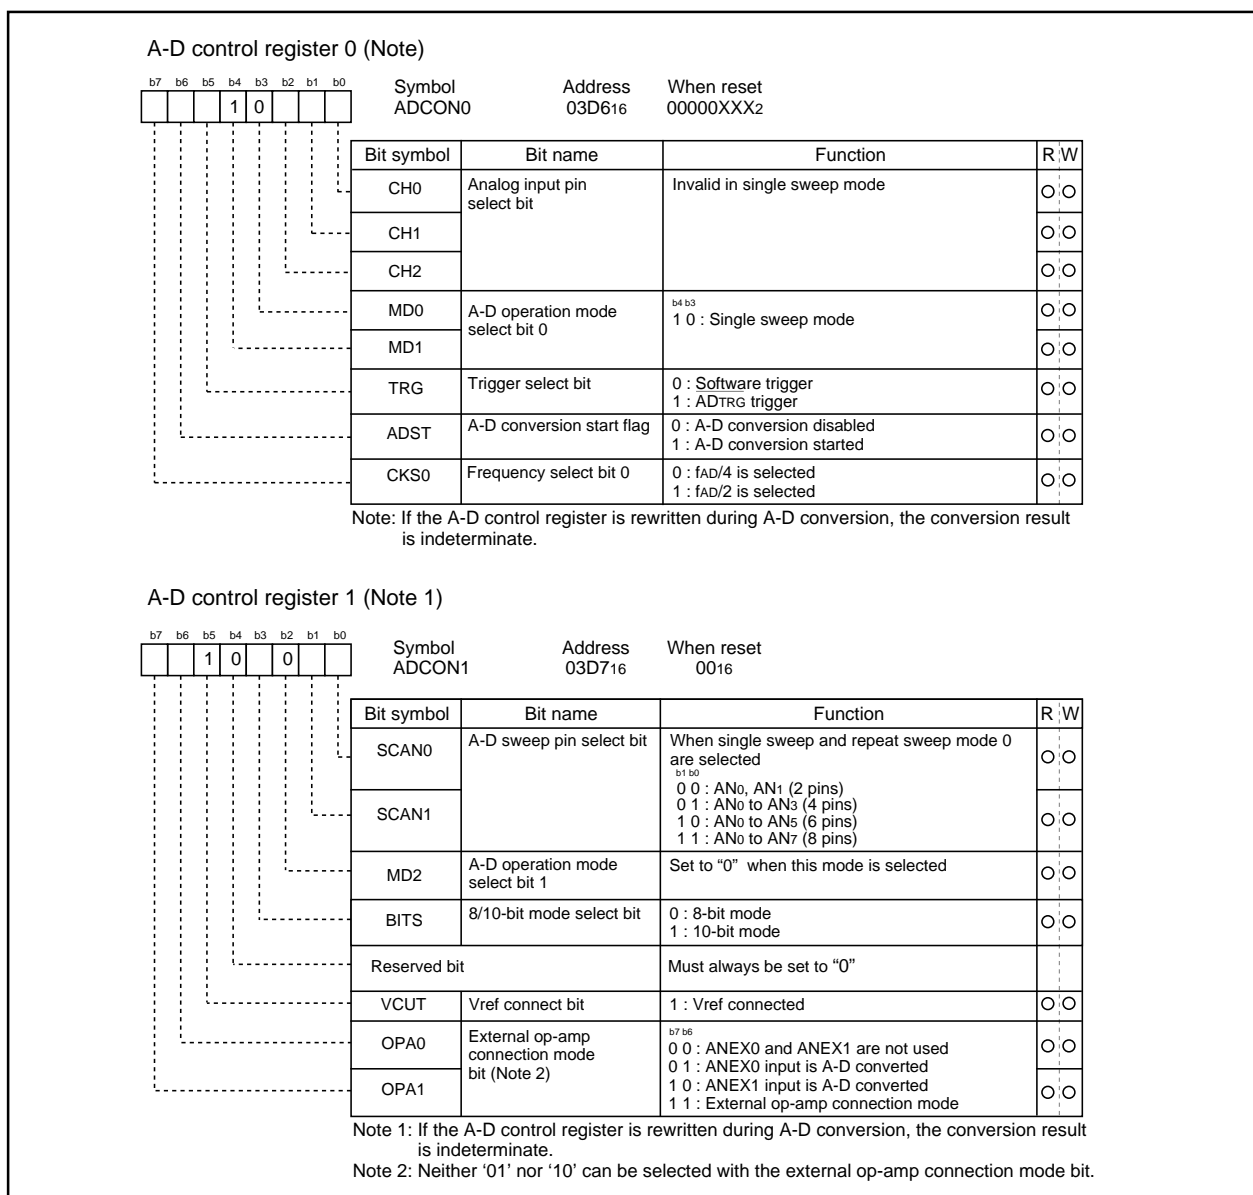 A-D control register 0 (Note)
b7 b6 b5 b4 b3 b2 b1 b0
1 0
Symbol Address When reset
ADCON0 03D616 00000XXX2
Bit symbol Bit name Function R W
CH0 Analog input pin select bit Invalid in single sweep mode
CH1
CH2
MD0 A-D operation mode select bit 0 b4 b3
1 0 : Single sweep mode
MD1
TRG Trigger select bit 0 : Software trigger
1 : ADTRG trigger
ADST A-D conversion start flag 0 : A-D conversion disabled
1 : A-D conversion started
CKS0 Frequency select bit 0 0 : fAD/4 is selected
1 : fAD/2 is selected
Note: If the A-D control register is rewritten during A-D conversion, the conversion result
is indeterminate.
A-D control register 1 (Note 1)
b7 b6 b5 b4 b3 b2 b1 b0
1 0 0
Symbol Address When reset
ADCON1 03D716 0016
Bit symbol Bit name Function R W
SCAN0 A-D sweep pin select bit When single sweep and repeat sweep mode 0
are selected
b1 b0
0 0 : AN0, AN1 (2 pins)
0 1 : AN0 to AN3 (4 pins)
SCAN1 1 0 : AN0 to AN5 (6 pins)
1 1 : AN0 to AN7 (8 pins)
MD2 A-D operation mode select bit 1 Set to “0” when this mode is selected
BITS 8/10-bit mode select bit 0 : 8-bit mode
1 : 10-bit mode
Reserved bit Must always be set to “0”
VCUT Vref connect bit 1 : Vref connected
OPA0 External op-amp connection mode bit (Note 2) b7 b6
0 0 : ANEX0 and ANEX1 are not used
0 1 : ANEX0 input is A-D converted
OPA1 1 0 : ANEX1 input is A-D converted
1 1 : External op-amp connection mode
Note 1: If the A-D control register is rewritten during A-D conversion, the conversion result
is indeterminate.
Note 2: Neither ‘01’ nor ‘10’ can be selected with the external op-amp connection mode bit.